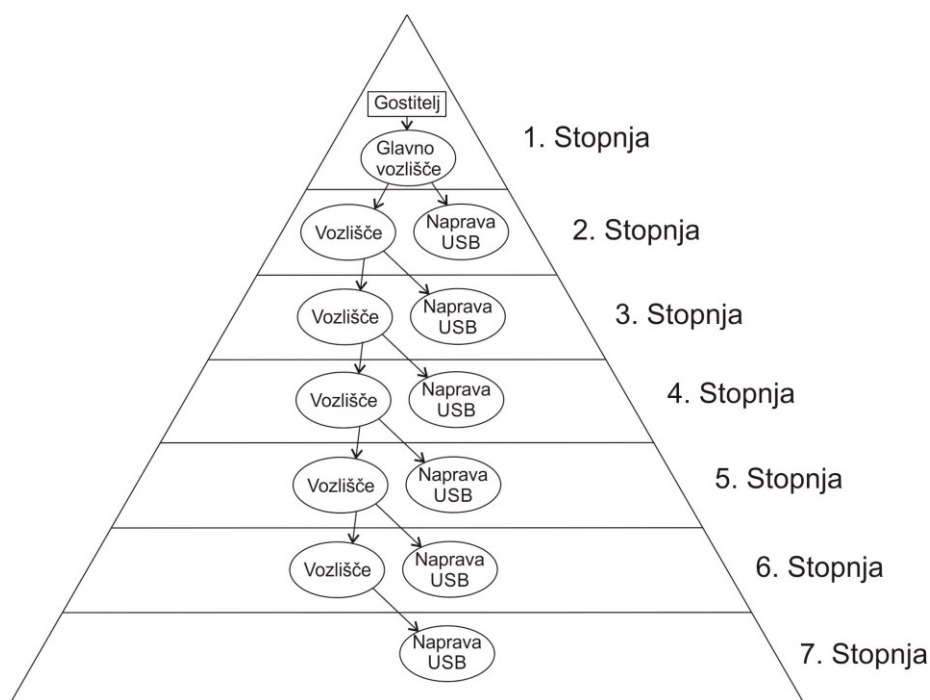 Gostitelj
Glavno
vozlišče
1. Stopnja
Vozlišče
Naprava
USB
2. Stopnja
Vozlišče
Naprava
USB
3. Stopnja
Vozlišče
Naprava
USB
4. Stopnja
Vozlišče
Naprava
USB
5. Stopnja
Vozlišče
Naprava
USB
6. Stopnja
Naprava
USB
7. Stopnja